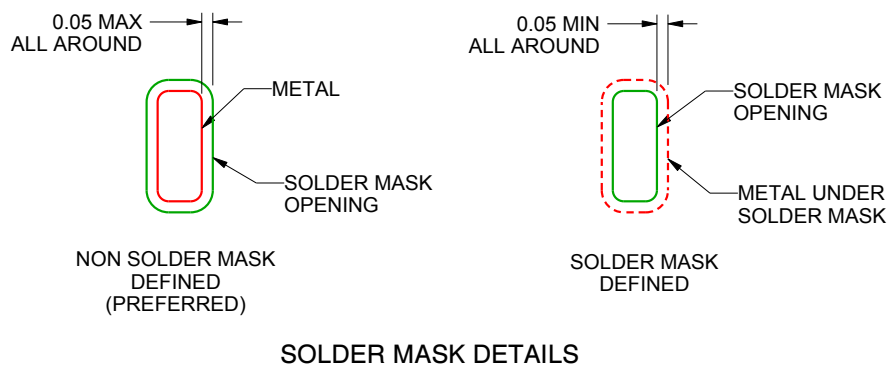 0.05 MAX
ALL AROUND
METAL
SOLDER MASK
OPENING
NON SOLDER MASK
DEFINED
(PREFERRED)
0.05 MIN
ALL AROUND
SOLDER MASK
OPENING
METAL UNDER
SOLDER MASK
SOLDER MASK
DEFINED
SOLDER MASK DETAILS